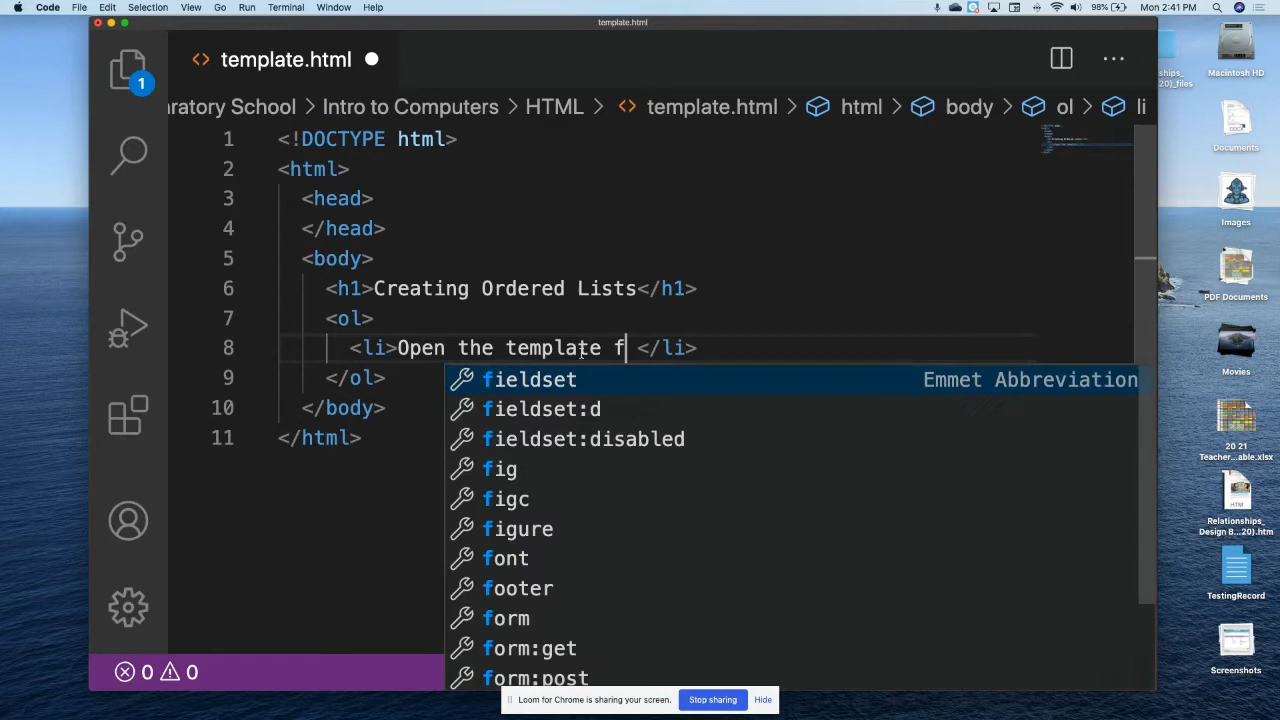 Code File Edit Selection View Go Run Terminal Window Help 98% Mon 2:41 PM
template.html
template.html
1
aratory School > Intro to Computers > HTML > template.html > html > body > ol > li
1 <!DOCTYPE html>
2 <html>
3 <head>
4 </head>
5 <body>
6 <h1>Creating Ordered Lists</h1>
7 <ol>
8 <li>Open the template f </li>
9 </ol>
10 </body>
11 </html>
fieldset Emmet Abbreviation
fieldset:d
fieldset:disabled
fig
figc
figure
font
footer
form
form:get
form:post
0 0
Loom for Chrome is sharing your screen. Stop sharing Hide
ships_
20)_files
Macintosh HD
Documents
Images
PDF Documents
Movies
20 21
Teacher...able.xlsx
Relationships_
Design B...20).htm
TestingRecord
Screenshots